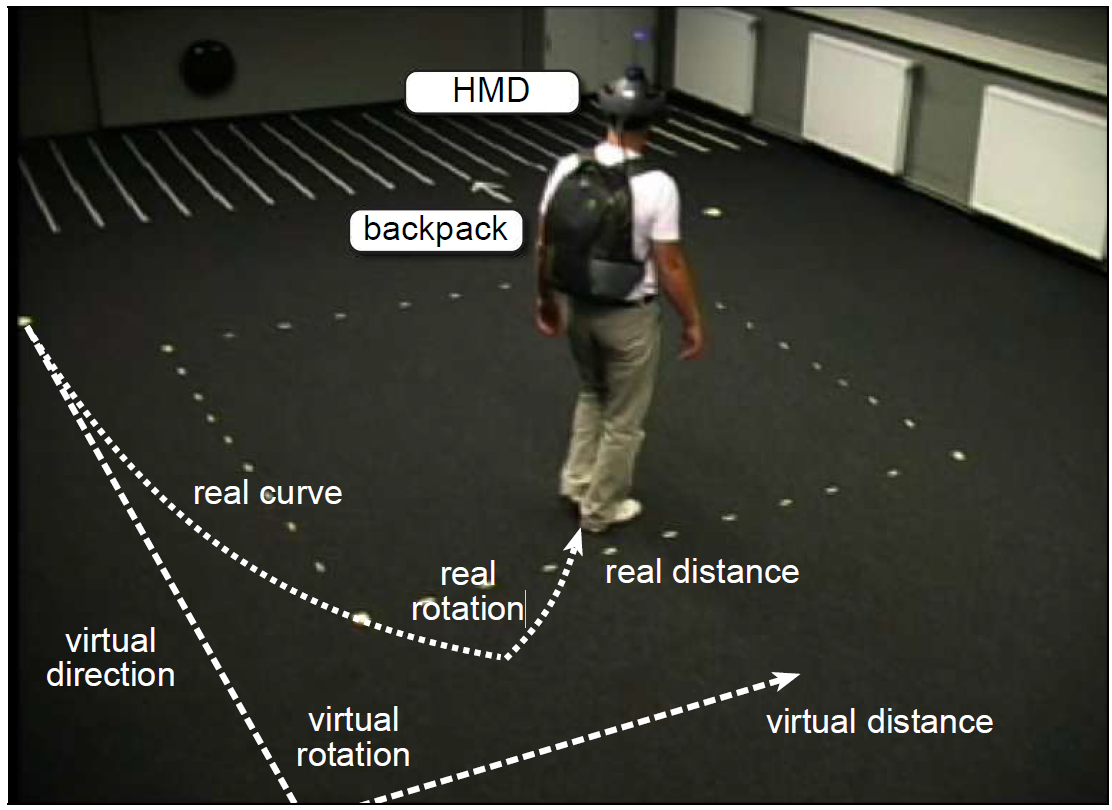 HMD
backpack
real curve
real
rotation
real distance
virtual
direction
virtual
rotation
virtual distance